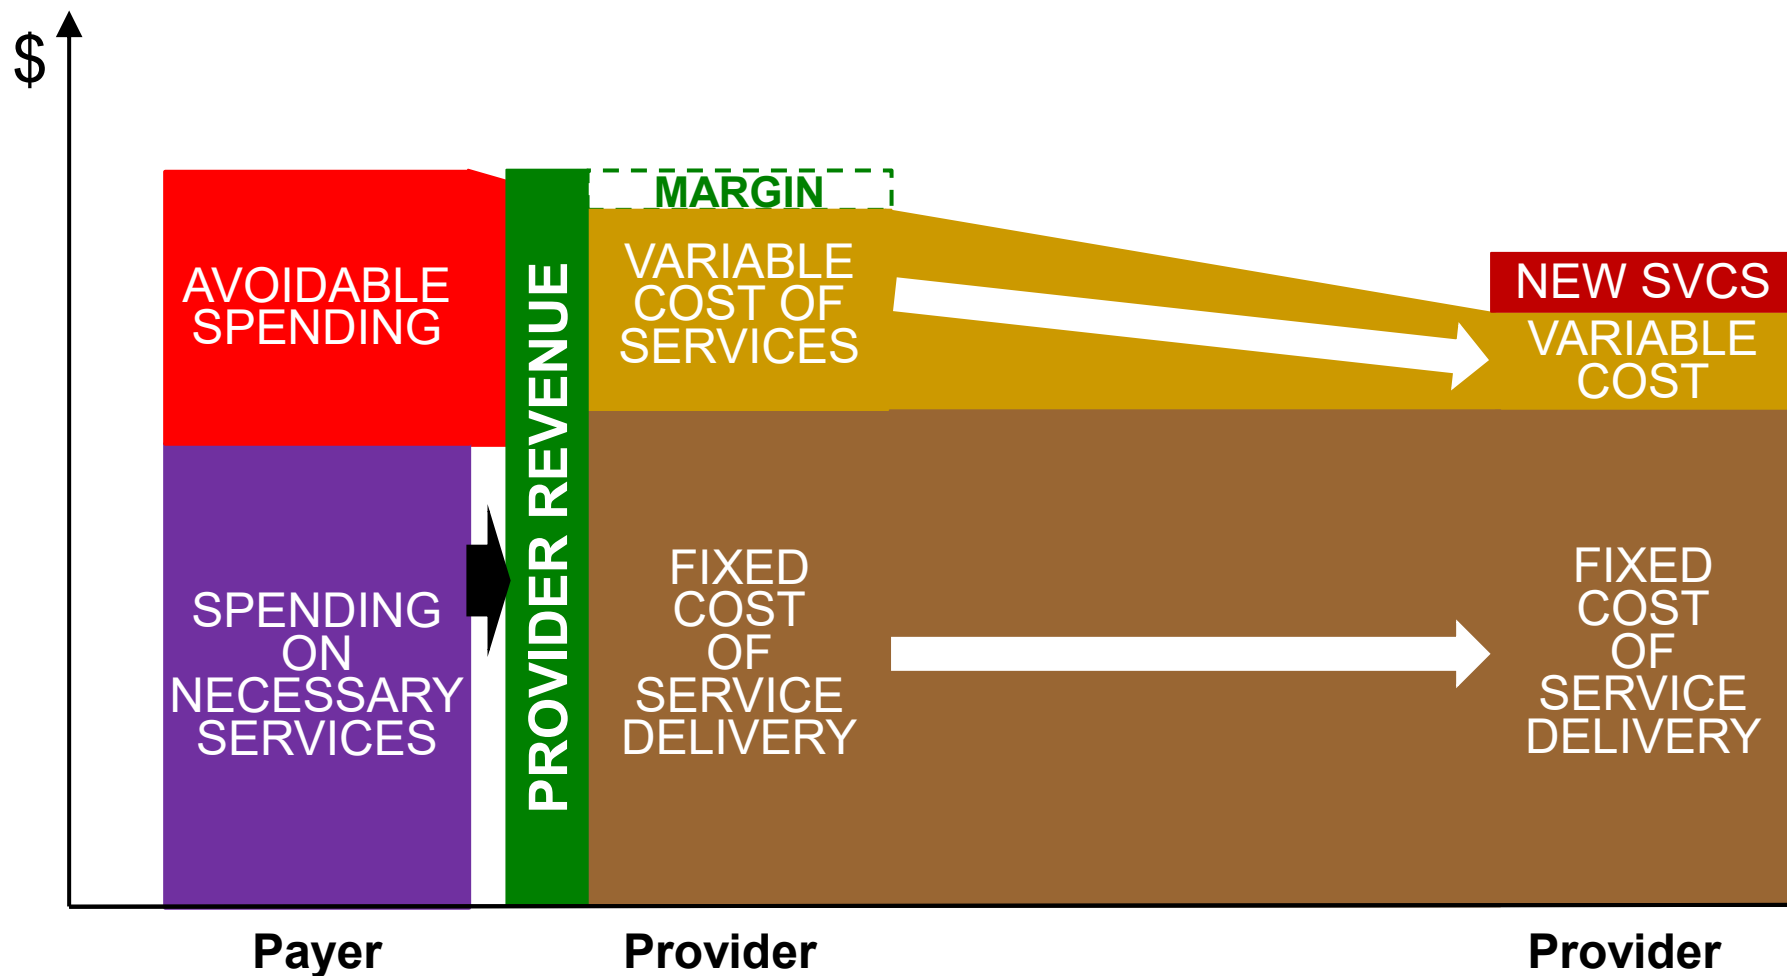 $
AVOIDABLE
SPENDING
SPENDING
ON
NECESSARY
SERVICES
PROVIDER REVENUE
MARGIN
VARIABLE
COST OF
SERVICES
FIXED
COST
OF
SERVICE
DELIVERY
NEW SVCS
VARIABLE
COST
FIXED
COST
OF
SERVICE
DELIVERY
Payer
Provider
Provider